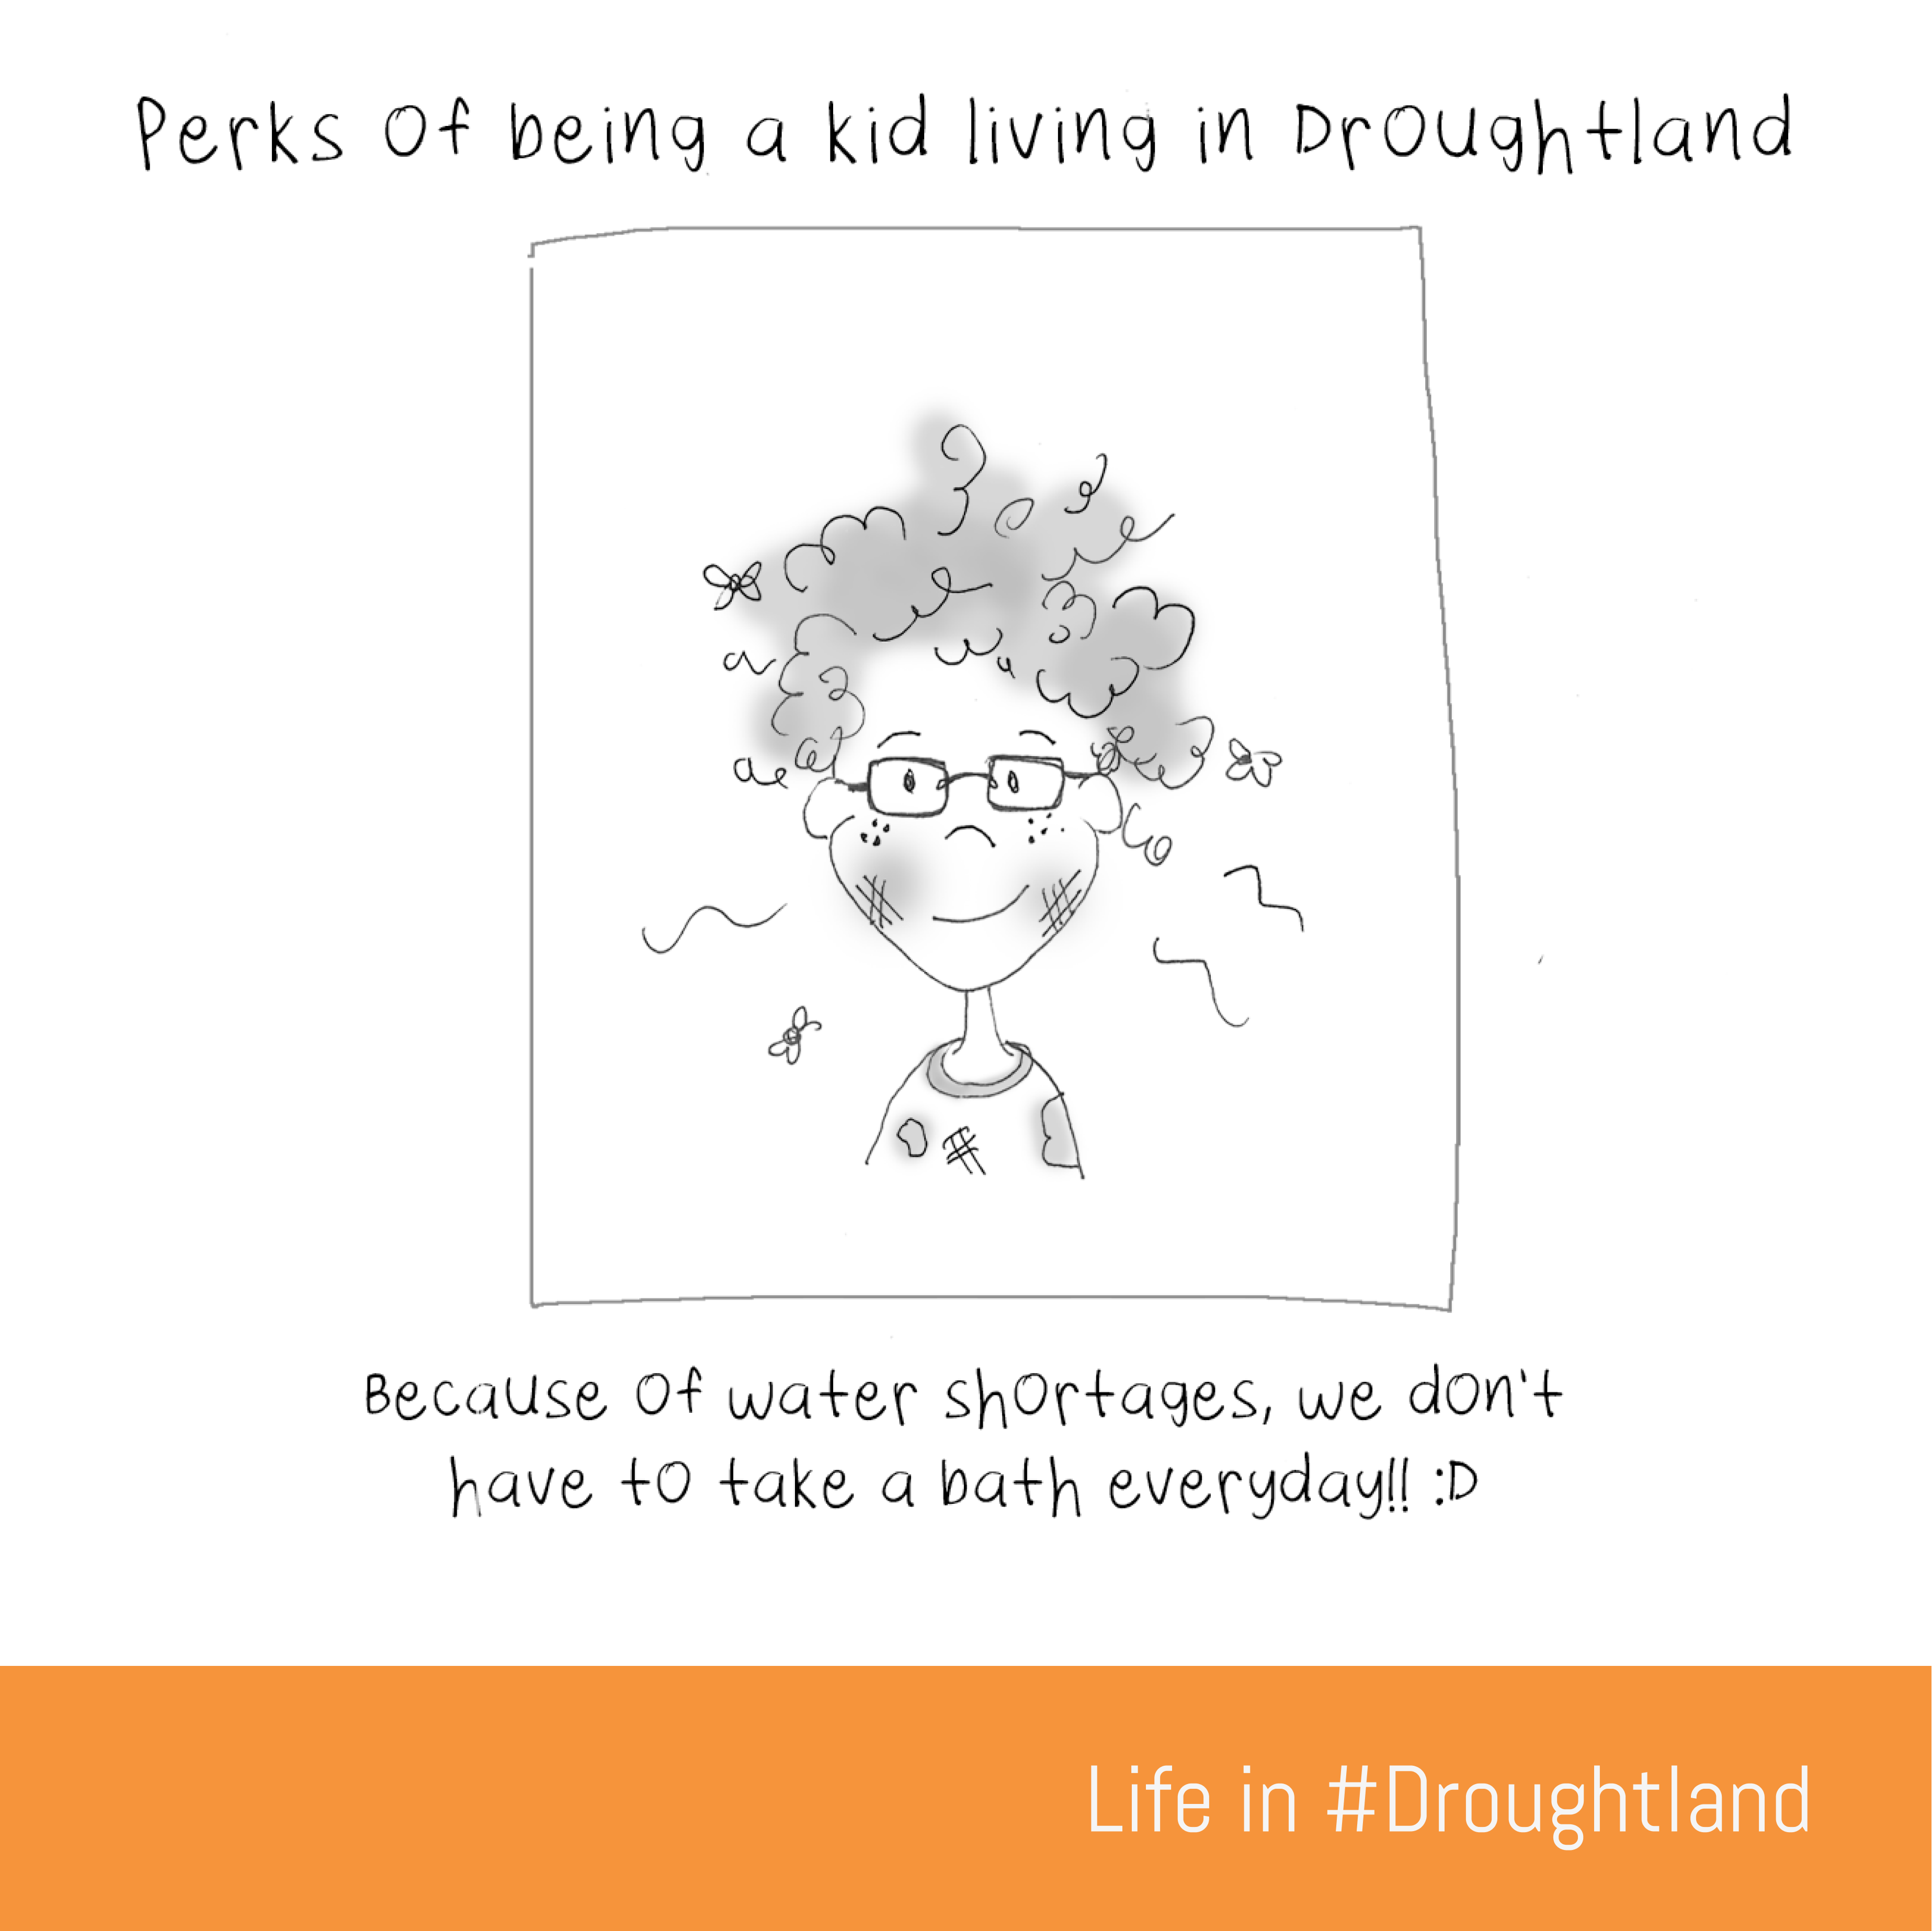 Perks of being a kid living in Droughtland
Because of water shortages, we don't
have to take a bath everyday!! :D
Life in #Droughtland